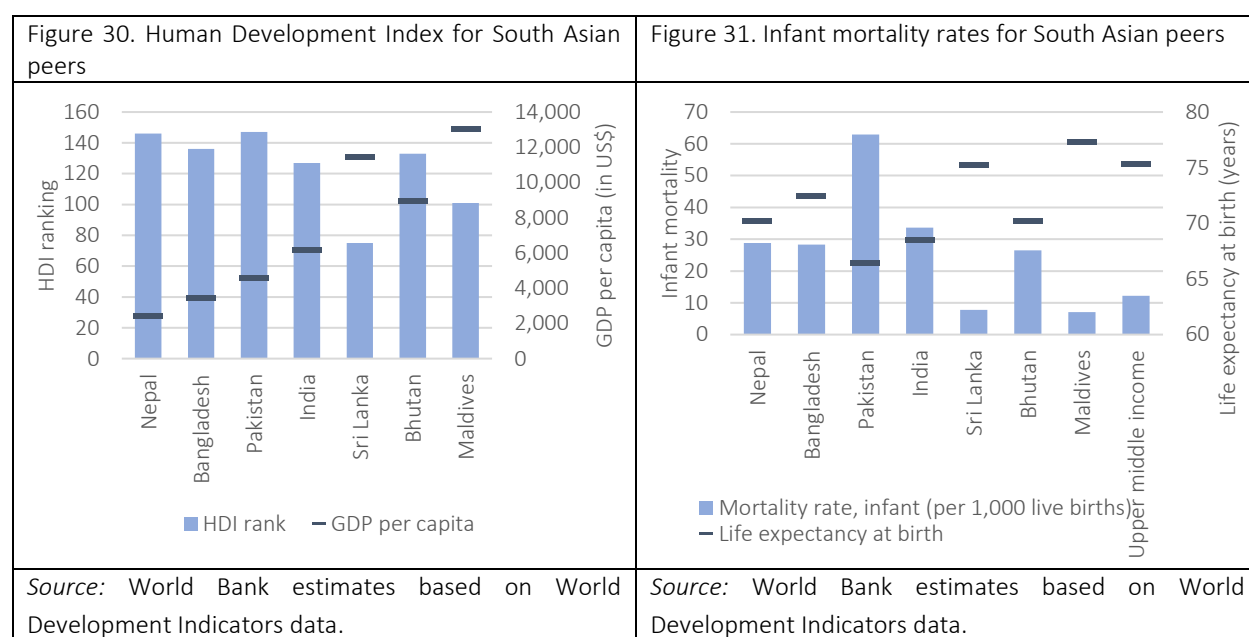 Figure 30. Human Development Index for South Asian
peers
160
140
120
100
80
60
40
20
0
HDI ranking
14,000
12,000
10,000
8,000
6,000
4,000
2,000
0
GDP per capita (in US$)
Nepal
Bangladesh
Pakistan
India
Sri Lanka
Bhutan
Maldives
HDI rank
GDP per capita
Source: World Bank estimates based on World
Development Indicators data.
Figure 31. Infant mortality rates for South Asian peers
70
60
50
40
30
20
10
0
Infant mortality
80
75
70
65
60
Life expectancy at birth (years)
Nepal
Bangladesh
Pakistan
India
Sri Lanka
Bhutan
Maldives
Upper middle income
Mortality rate, infant (per 1,000 live births)
Life expectancy at birth
Source: World Bank estimates based on World
Development Indicators data.